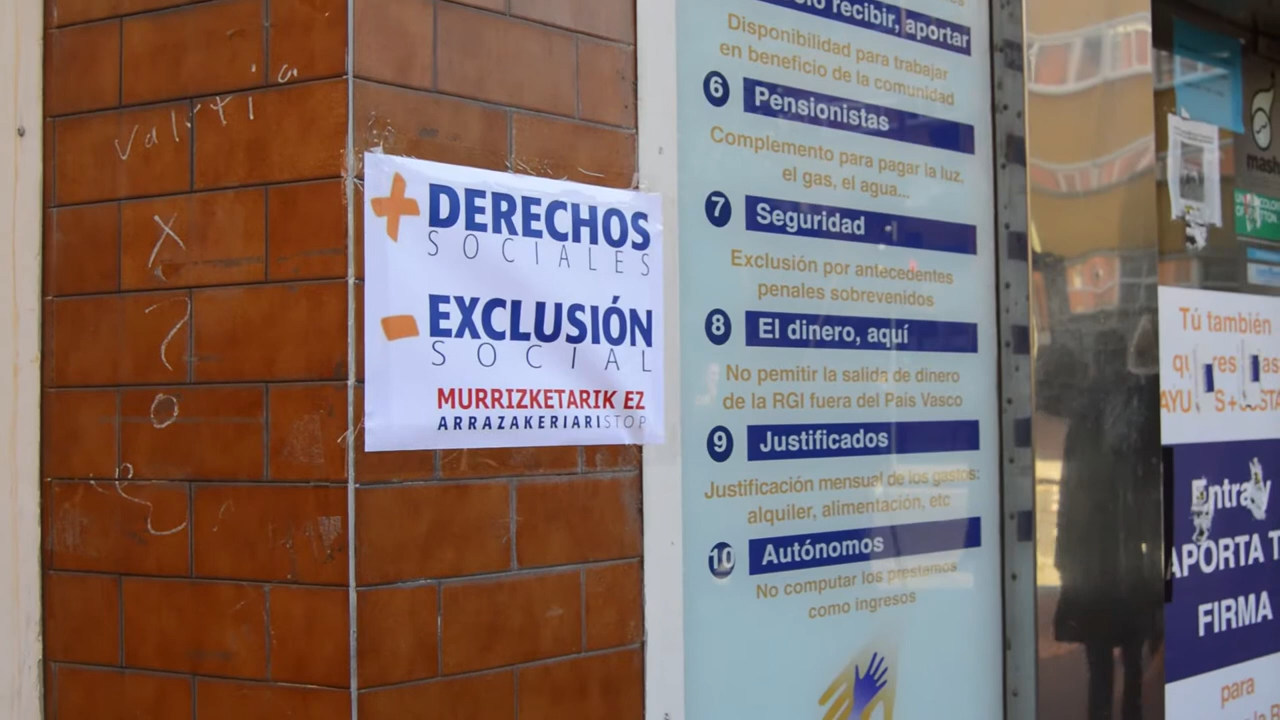 Valiti
x
+ DERECHOS
SOCIALES
- EXCLUSIÓN
SOCIAL
MURRIZKETARIK EZ
ARRAZAKERIARI STOP
recibir, aportar
Disponibilidad para trabajar
en beneficio de la comunidad
6 Pensionistas
Complemento para pagar la luz,
el gas, el agua...
7 Seguridad
Exclusión por antecedentes
penales sobrevenidos
8 El dinero, aquí
No pemitir la salida de dinero
de la RGI fuera del País Vasco
9 Justificados
Justificación mensual de los gastos:
alquiler, alimentación, etc
10 Autónomos
No computar los prestamos
como ingresos
Tú también
Entra y
APORTA T
FIRMA
para